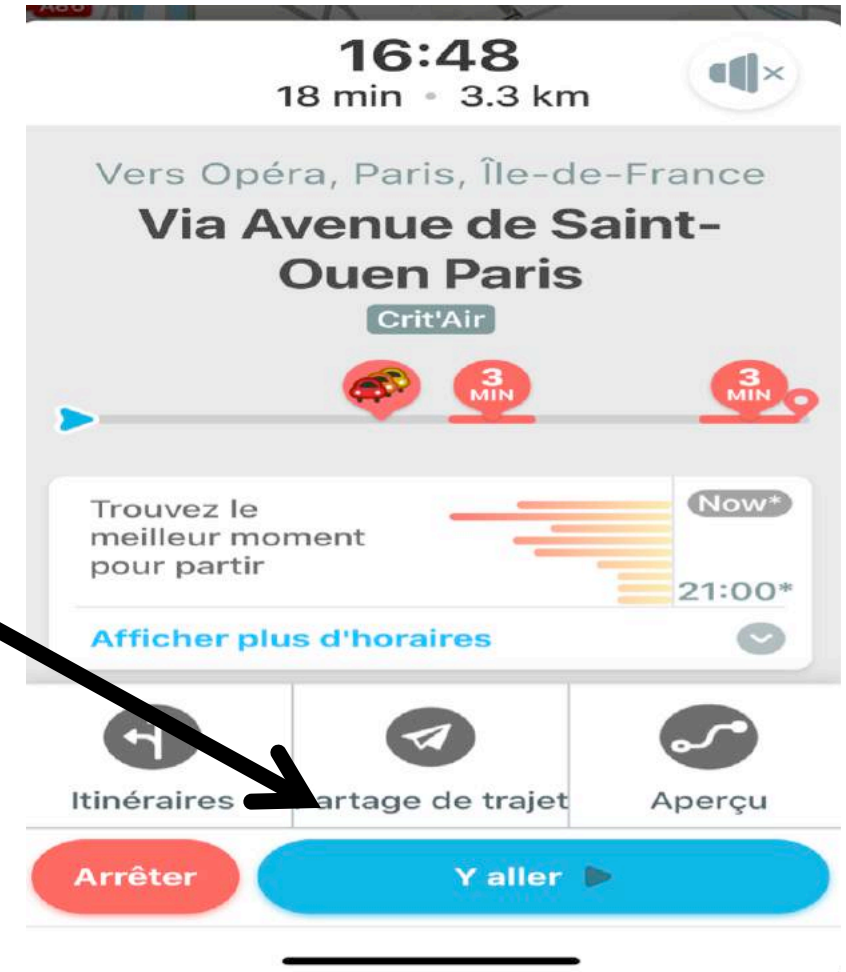 A86
16:48
18 min • 3.3 km
Vers Opéra, Paris, Île-de-France
Via Avenue de Saint-
Ouen Paris
Crit'Air
3
MIN
3
MIN
Trouvez le
meilleur moment
pour partir
Now*
21:00*
Afficher plus d'horaires
Itinéraires
artage de trajet
Aperçu
Arrêter
Y aller